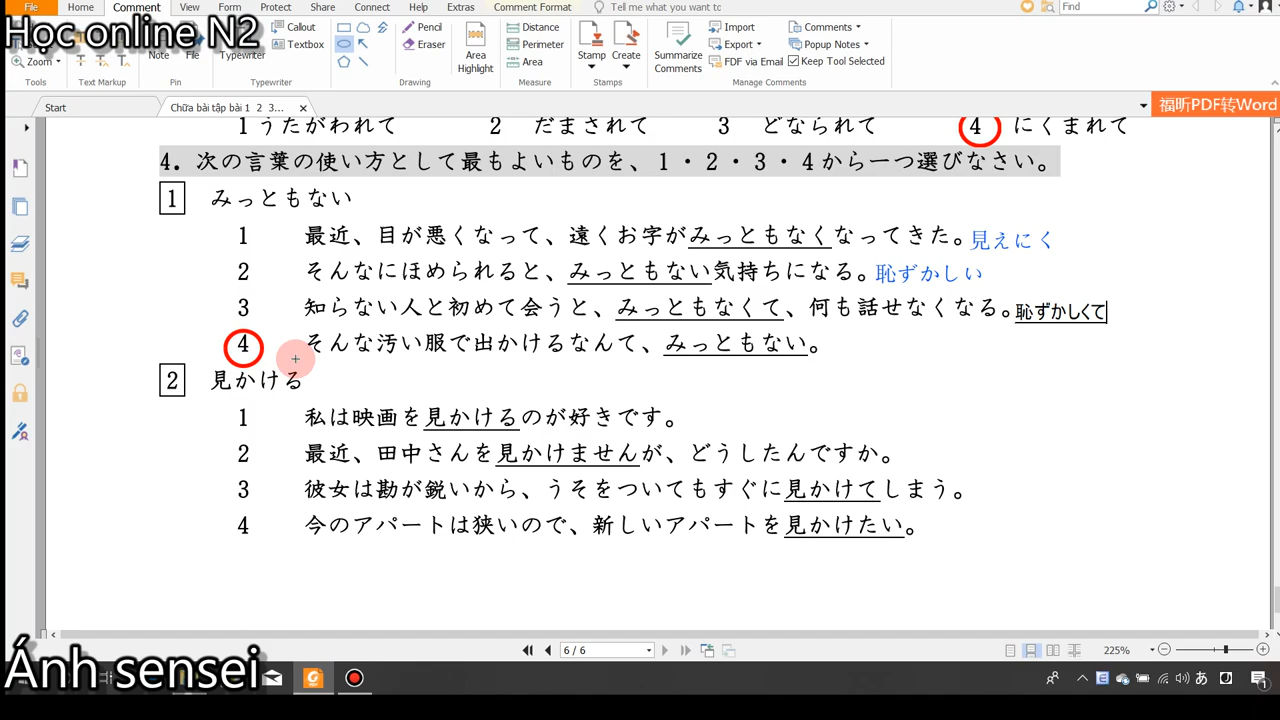 File Home Comment View Form Protect Share Connect Help Extras Comment Format Tell me what you want to Find
Học online N2
Note File Typewriter Callout Textbox Pencil Eraser Area Highlight Distance Perimeter Area Stamp Create Summarize Comments Import Export FDF via Email Comments Popup Notes Keep Tool Selected
Zoom
Tools Text Markup Pin Typewriter Drawing Measure Stamps Manage Comments
Start Chữa bài tập bài 1 2 3... 福昕PDF转Word
1 うたがわれて 2 だまされて 3 どなられて 4 にくまれて
4．次の言葉の使い方として最もよいものを、1・2・3・4から一つ選びなさい。
1 みっともない
1 最近、目が悪くなって、遠くお字がみっともなくなってきた。見えにく
2 そんなにほめられると、みっともない気持ちになる。恥ずかしい
3 知らない人と初めて会うと、みっともなくて、何も話せなくなる。恥ずかしくて
4 そんな汚い服で出かけるなんて、みっともない。
2 見かける
1 私は映画を見かけるのが好きです。
2 最近、田中さんを見かけませんが、どうしたんですか。
3 彼女は勘が鋭いから、うそをついてもすぐに見かけてしまう。
4 今のアパートは狭いので、新しいアパートを見かけたい。
6 / 6 225%
Ánh sensei
あ